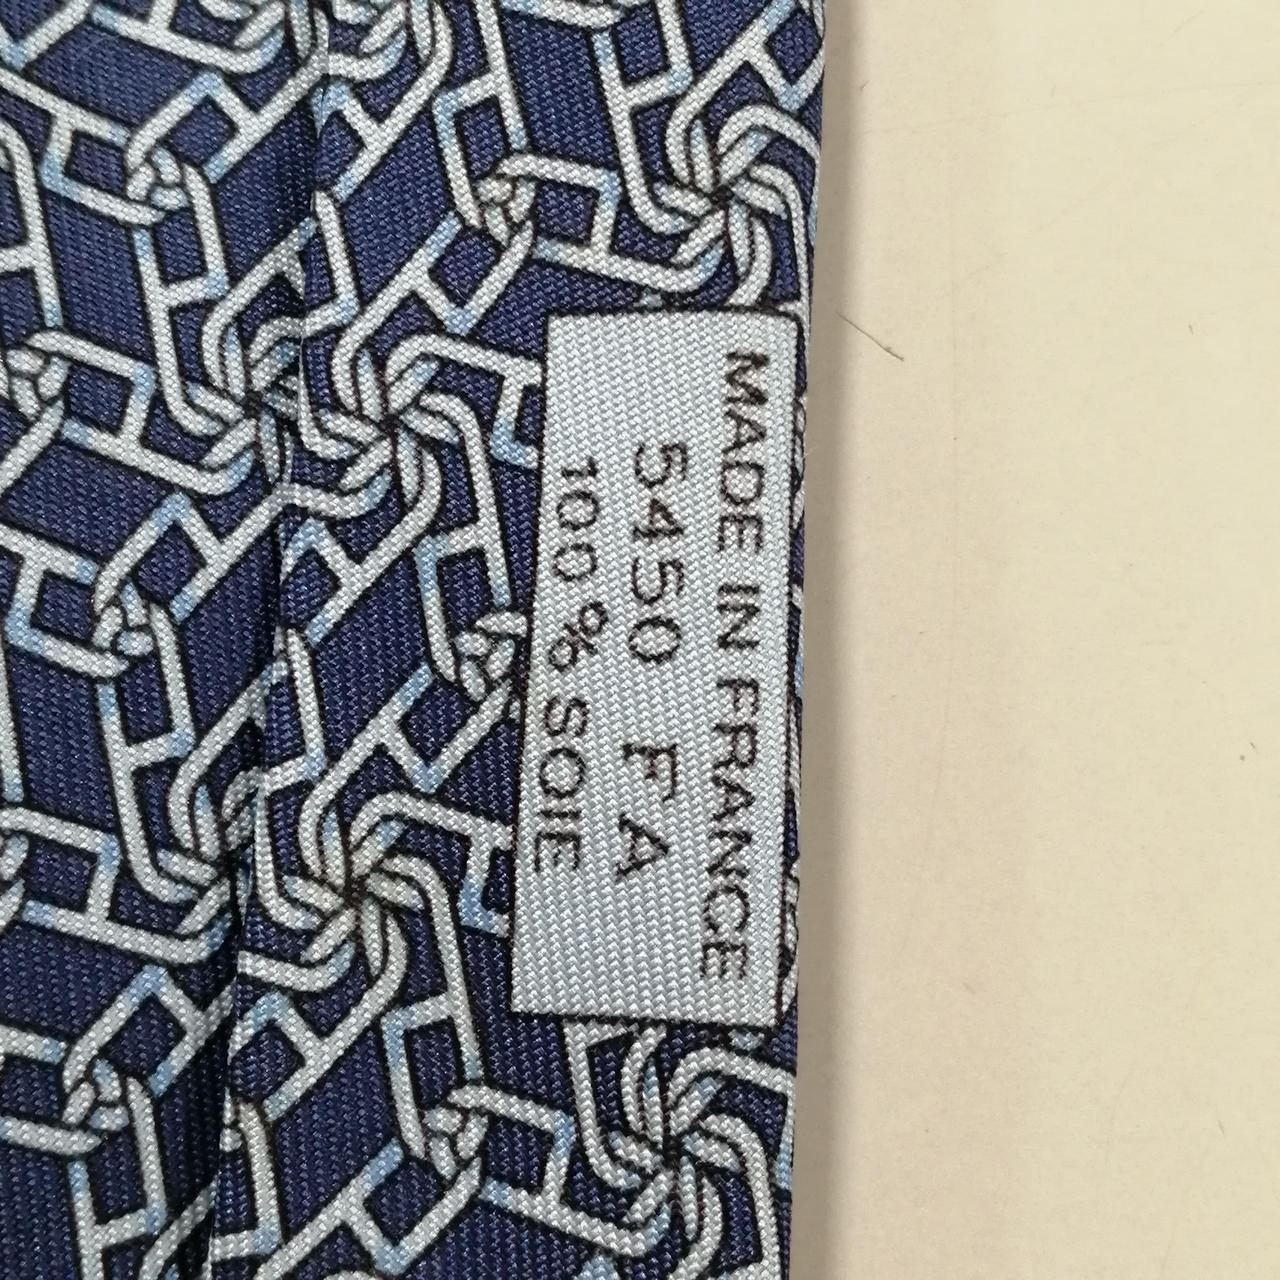 MADE IN FRANCE
5450 FA
100 % SOIE